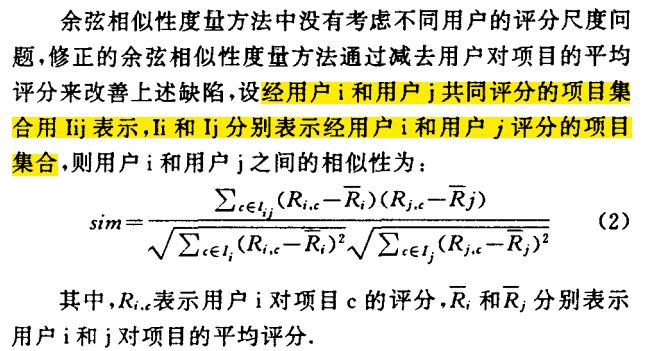 余弦相似性度量方法中没有考虑不同用户的评分尺度问
题,修正的余弦相似性度量方法通过减去用户对项目的平均
评分来改善上述缺陷,设经用户 i 和用户 j 共同评分的项目集
合用 Iij 表示,Ii 和 Ij 分别表示经用户 i 和用户 j 评分的项目
集合,则用户 i 和用户 j 之间的相似性为:
sim=\frac{\sum_{c∈I_{ij}}(R_{i,c}-\overline{R}_i)(R_{j,c}-\overline{R}j)}{\sqrt{\sum_{c∈I_i}(R_{i,c}-\overline{R}_i)^2}\sqrt{\sum_{c∈I_j}(R_{j,c}-\overline{R}_j)^2}} (2)
其中,R_{i,c}表示用户 i 对项目 c 的评分,\overline{R}_i 和\overline{R}_j 分别表示
用户 i 和 j 对项目的平均评分.